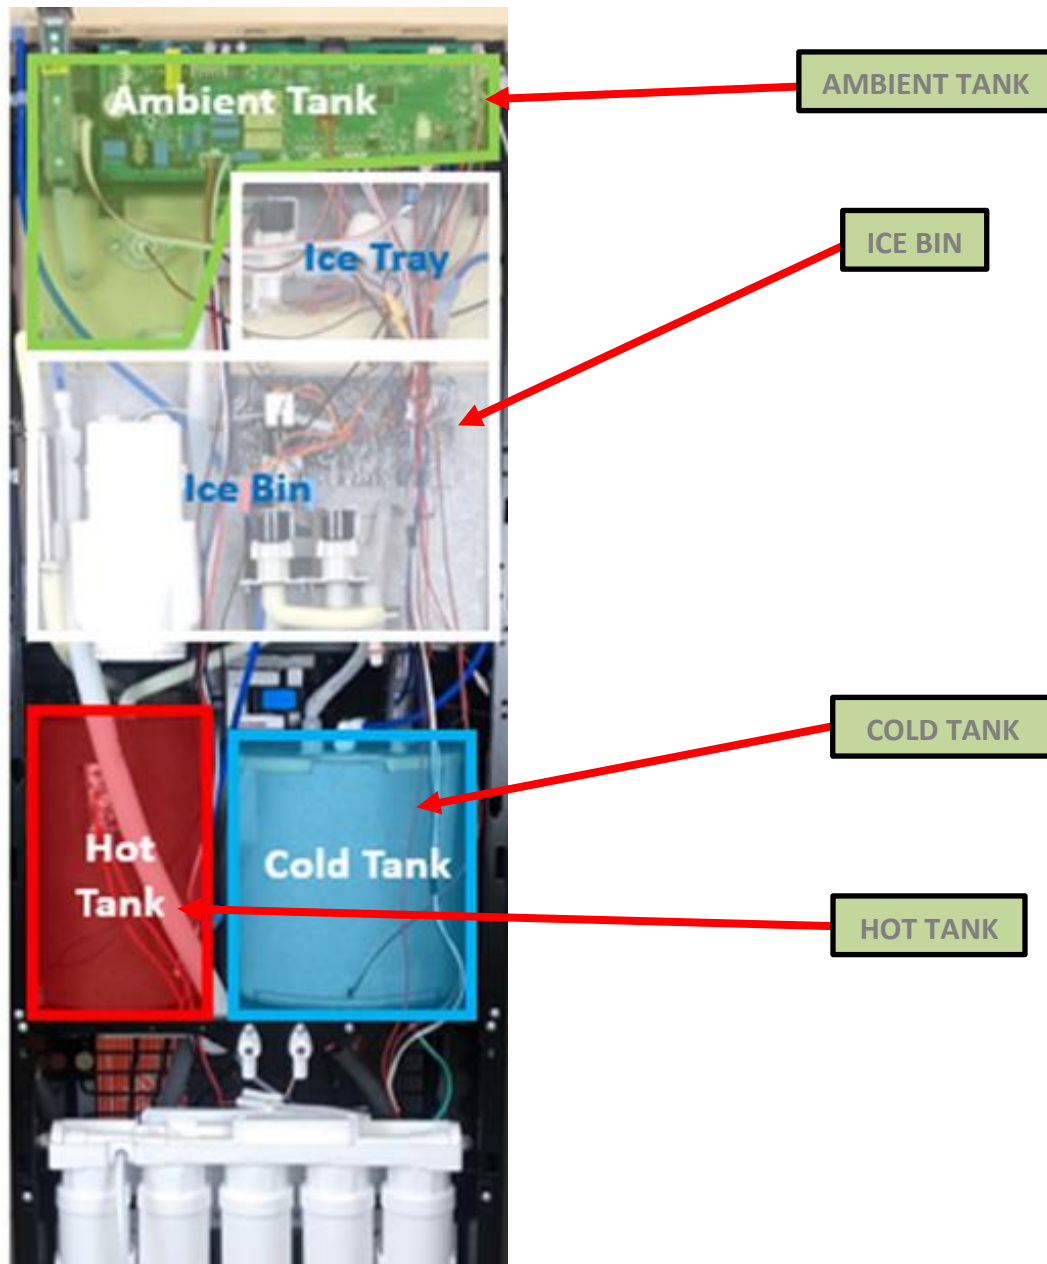 Ambient Tank
AMBIENT TANK
Ice Tray
ICE BIN
Ice Bin
COLD TANK
Hot
Tank
Cold Tank
HOT TANK